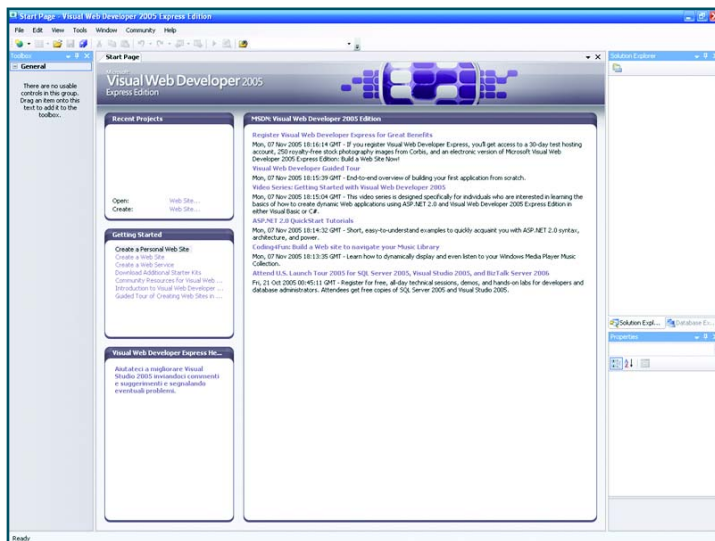 Start Page - Visual Web Developer 2005 Express Edition
File Edit View Tools Window Community Help
Toolbox
General
There are no usable
controls in this group.
Drag an item onto this
text to add it to the
toolbox.
Start Page
Microsoft
Visual Web Developer 2005
Express Edition
Recent Projects
Open: Web Site ...
Create: Web Site ...
Getting Started
Create a Personal Web Site
Create a Web Site
Create a Web Service
Download Additional Starter Kits
Community Resources for Visual Web ...
Introduction to Visual Web Developer ...
Guided Tour of Creating Web Sites in ...
Visual Web Developer Express He...
Aiutateci a migliorare Visual
Studio 2005 inviandoci commenti
e suggerimenti e segnalando
eventuali problemi.
MSDN: Visual Web Developer 2005 Edition
Register Visual Web Developer Express for Great Benefits
Mon, 07 Nov 2005 18:16:14 GMT - If you register Visual Web Developer Express, you'll get access to a 30-day test hosting
account, 250 royalty-free stock photography images from Corbis, and an electronic version of Microsoft Visual Web
Developer 2005 Express Edition: Build a Web Site Now!
Visual Web Developer Guided Tour
Mon, 07 Nov 2005 18:15:39 GMT - End-to-end overview of building your first application from scratch.
Video Series: Getting Started with Visual Web Developer 2005
Mon, 07 Nov 2005 18:15:04 GMT - This video series is designed specifically for individuals who are interested in learning the
basics of how to create dynamic Web applications using ASP.NET 2.0 and Visual Web Developer 2005 Express Edition in
either Visual Basic or C#.
ASP.NET 2.0 QuickStart Tutorials
Mon, 07 Nov 2005 18:14:32 GMT - Short, easy-to-understand examples to quickly acquaint you with ASP.NET 2.0 syntax,
architecture, and power.
Coding4Fun: Build a Web site to navigate your Music Library
Mon, 07 Nov 2005 18:13:35 GMT - Learn how to dynamically display and even listen to your Windows Media Player Music
Collection.
Attend U.S. Launch Tour 2005 for SQL Server 2005, Visual Studio 2005, and BizTalk Server 2006
Fri, 21 Oct 2005 00:45:11 GMT - Register for free, all-day technical sessions, demos, and hands-on labs for developers and
database administrators. Attendees get free copies of SQL Server 2005 and Visual Studio 2005.
Solution Explorer
Solution Expl... Database Ex...
Properties
Ready